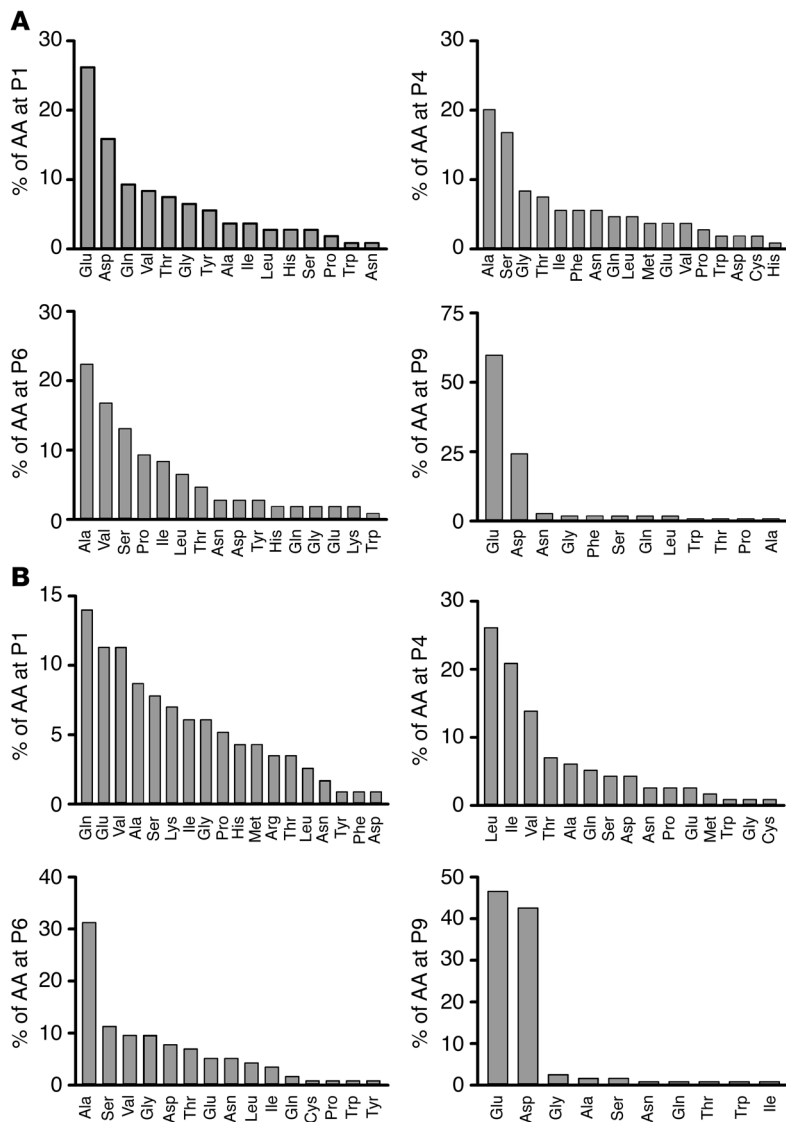 A
% of AA at P1
30
20
10
0
Glu Asp Gln Val Thr Gly Tyr Ala Ile Leu His Ser Pro Trp Asn
% of AA at P4
30
20
10
0
Ala Ser Gly Thr Ile Phe Asn Gln Leu Met Glu Val Pro Trp Asp Cys His
% of AA at P6
30
20
10
0
Ala Val Ser Pro Ile Leu Thr Asn Asp Tyr His Gln Gly Glu Lys Trp
% of AA at P9
75
50
25
0
Glu Asp Asn Gly Phe Ser Gln Leu Trp Thr Pro Ala
B
% of AA at P1
15
10
5
0
Gln Glu Val Ala Ser Lys Ile Gly Pro His Met Arg Thr Leu Asn Tyr Phe Asp
% of AA at P4
30
20
10
0
Leu Ile Val Thr Ala Gln Ser Asp Asn Pro Glu Met Trp Gly Cys
% of AA at P6
40
30
20
10
0
Ala Ser Val Gly Asp Thr Glu Asn Leu Ile Gln Cys Pro Trp Tyr
% of AA at P9
50
40
30
20
10
0
Glu Asp Gly Ala Ser Asn Gln Thr Trp Ile